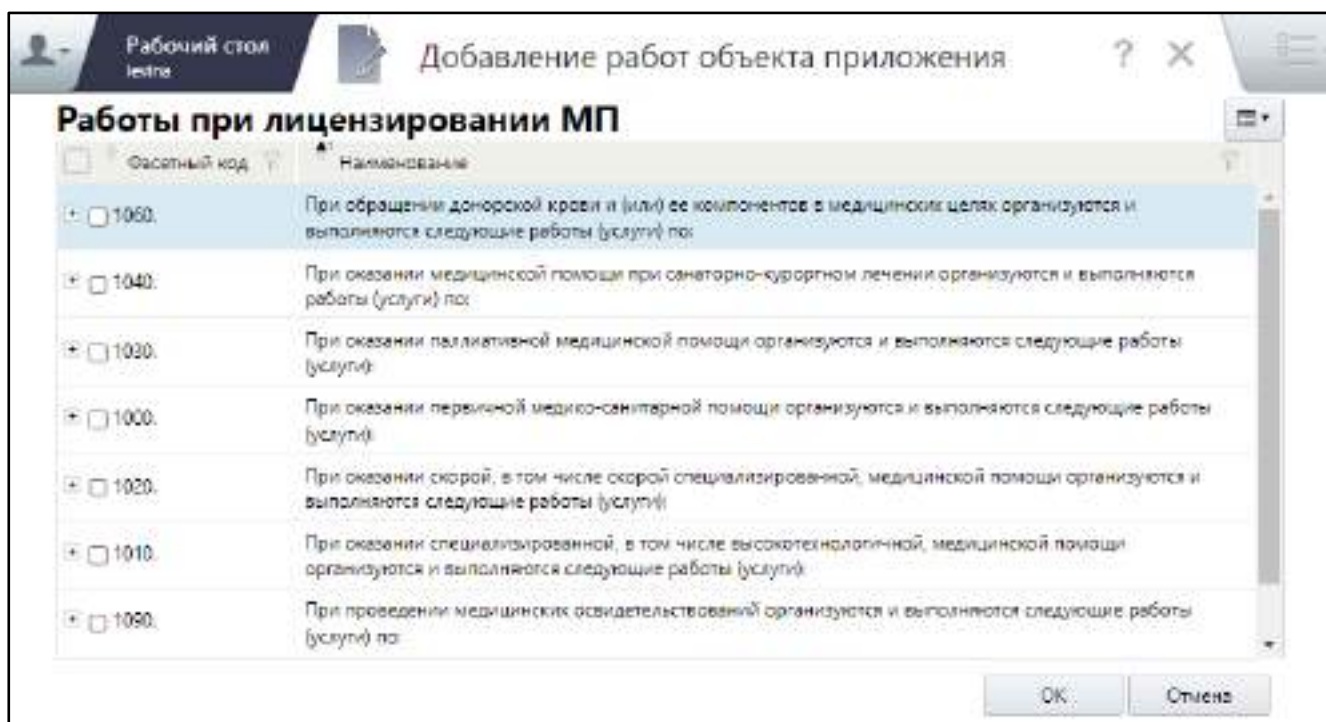 Рабочий стол
Добавление работ объекта приложения
?
Работы при лицензировании МП
Фасетный код
Наименование
1060.
При обращении донорской крови и (или) ее компонентов в медицинских целях организуются и
выполняются следующие работы (услуги) по:
1040.
При оказании медицинской помощи при санаторно-курортном лечении организуются и выполняются
работы (услуги) по:
1030.
При оказании паллиативной медицинской помощи организуются и выполняются следующие работы
(услуги):
1000.
При оказании первичной медико-санитарной помощи организуются и выполняются следующие работы
(услуги):
1020.
При оказании скорой, в том числе скорой специализированной, медицинской помощи организуются и
выполняются следующие работы (услуги):
1010.
При оказании специализированной, в том числе высокотехнологичной, медицинской помощи
организуются и выполняются следующие работы (услуги):
1090.
При проведении медицинских освидетельствований организуются и выполняются следующие работы
(услуги) по:
ОК
Отмена